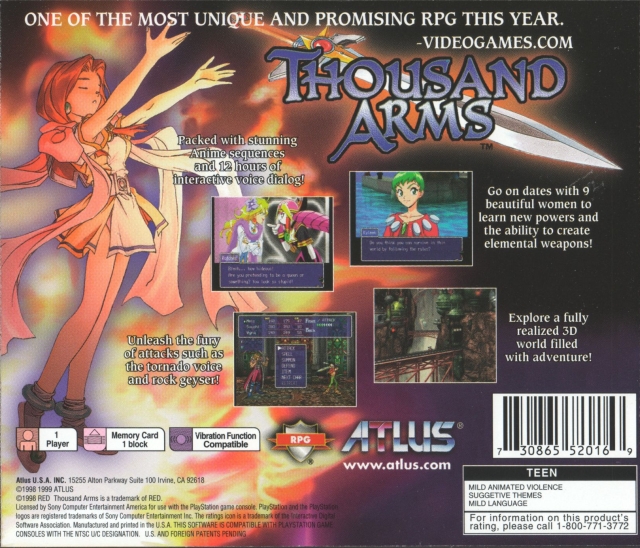 ONE OF THE MOST UNIQUE AND PROMISING RPG THIS YEAR.
-VIDEOGAMES.COM
THOUSAND
ARMS™
Packed with stunning
Anime sequences
and 12 hours of
interactive voice dialog!
Go on dates with 9
beautiful women to
learn new powers and
the ability to create
elemental weapons!
Unleash the fury
of attacks such as
the tornado voice
and rock geyser!
Explore a fully
realized 3D
world filled
with adventure!
1
Player
Memory Card
1 block
Vibration Function
Compatible
RPG
®
ATLUS®
www.atlus.com
7 30865 52016 9
TEEN
MILD ANIMATED VIOLENCE
SUGGETIVE THEMES
MILD LANGUAGE
For information on this product's
rating, please call 1-800-771-3772
Atlus U.S.A. INC. 15255 Alton Parkway Suite 100 Irvine, CA 92618
©1998 1999 ATLUS
©1998 RED Thousand Arms is a trademark of RED.
Licensed by Sony Computer Entertainment America for use with the PlayStation game console. PlayStation and the PlayStation
logos are registered trademarks of Sony Computer Entertainment Inc. The ratings icon is a trademark of the Interactive Digital
Software Association. Manufactured and printed in the U.S.A. THIS SOFTWARE IS COMPATIBLE WITH PLAYSTATION GAME
CONSOLES WITH THE NTSC U/C DESIGNATION. U.S. AND FOREIGN PATENTS PENDING